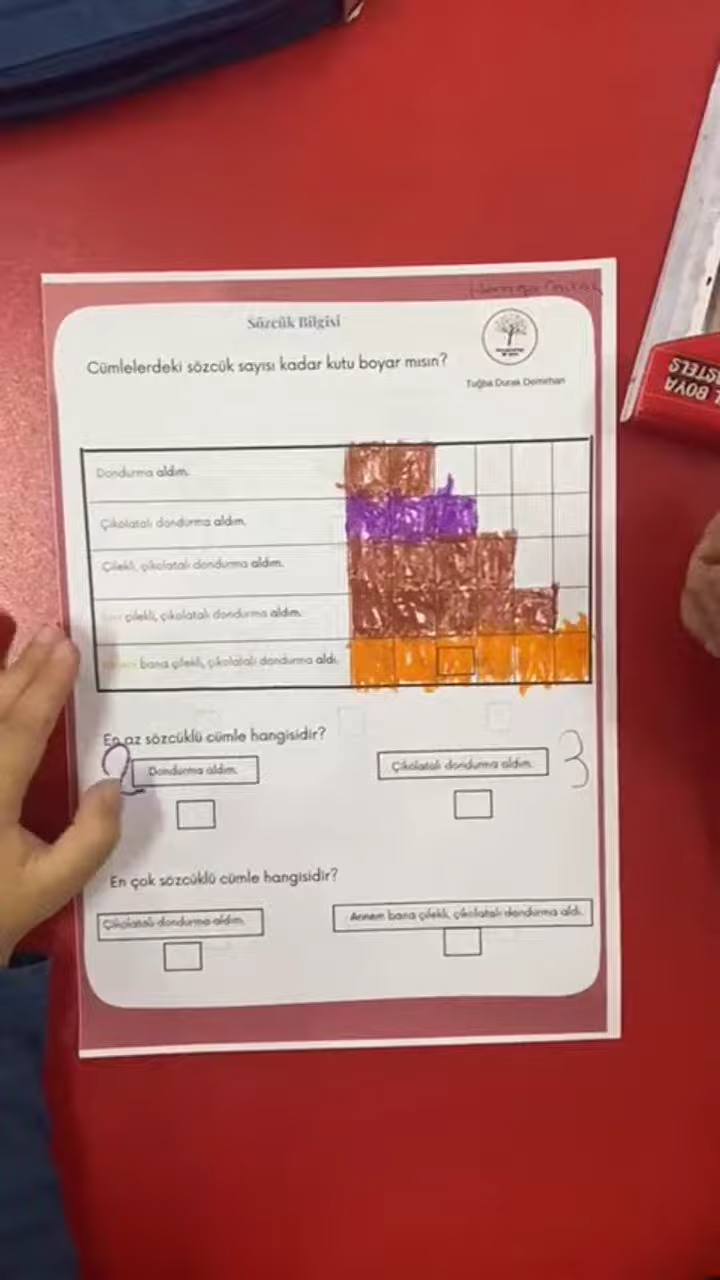 Sözcük Bilgisi
Cümlelerdeki sözcük sayısı kadar kutu boyar mısın?
Tuğba Durak Demirhan
Dondurma aldım.
Çikolatalı dondurma aldım.
Çilekli, çikolatalı dondurma aldım.
çilekli, çikolatalı dondurma aldım.
bana çilekli, çikolatalı dondurma aldı.
En az sözcüklü cümle hangisidir?
2 Dondurma aldım.
Çikolatalı dondurma aldım. 3
En çok sözcüklü cümle hangisidir?
Çikolatalı dondurma aldım.
Annem bana çilekli, çikolatalı dondurma aldı.
BOYA
PASTELS